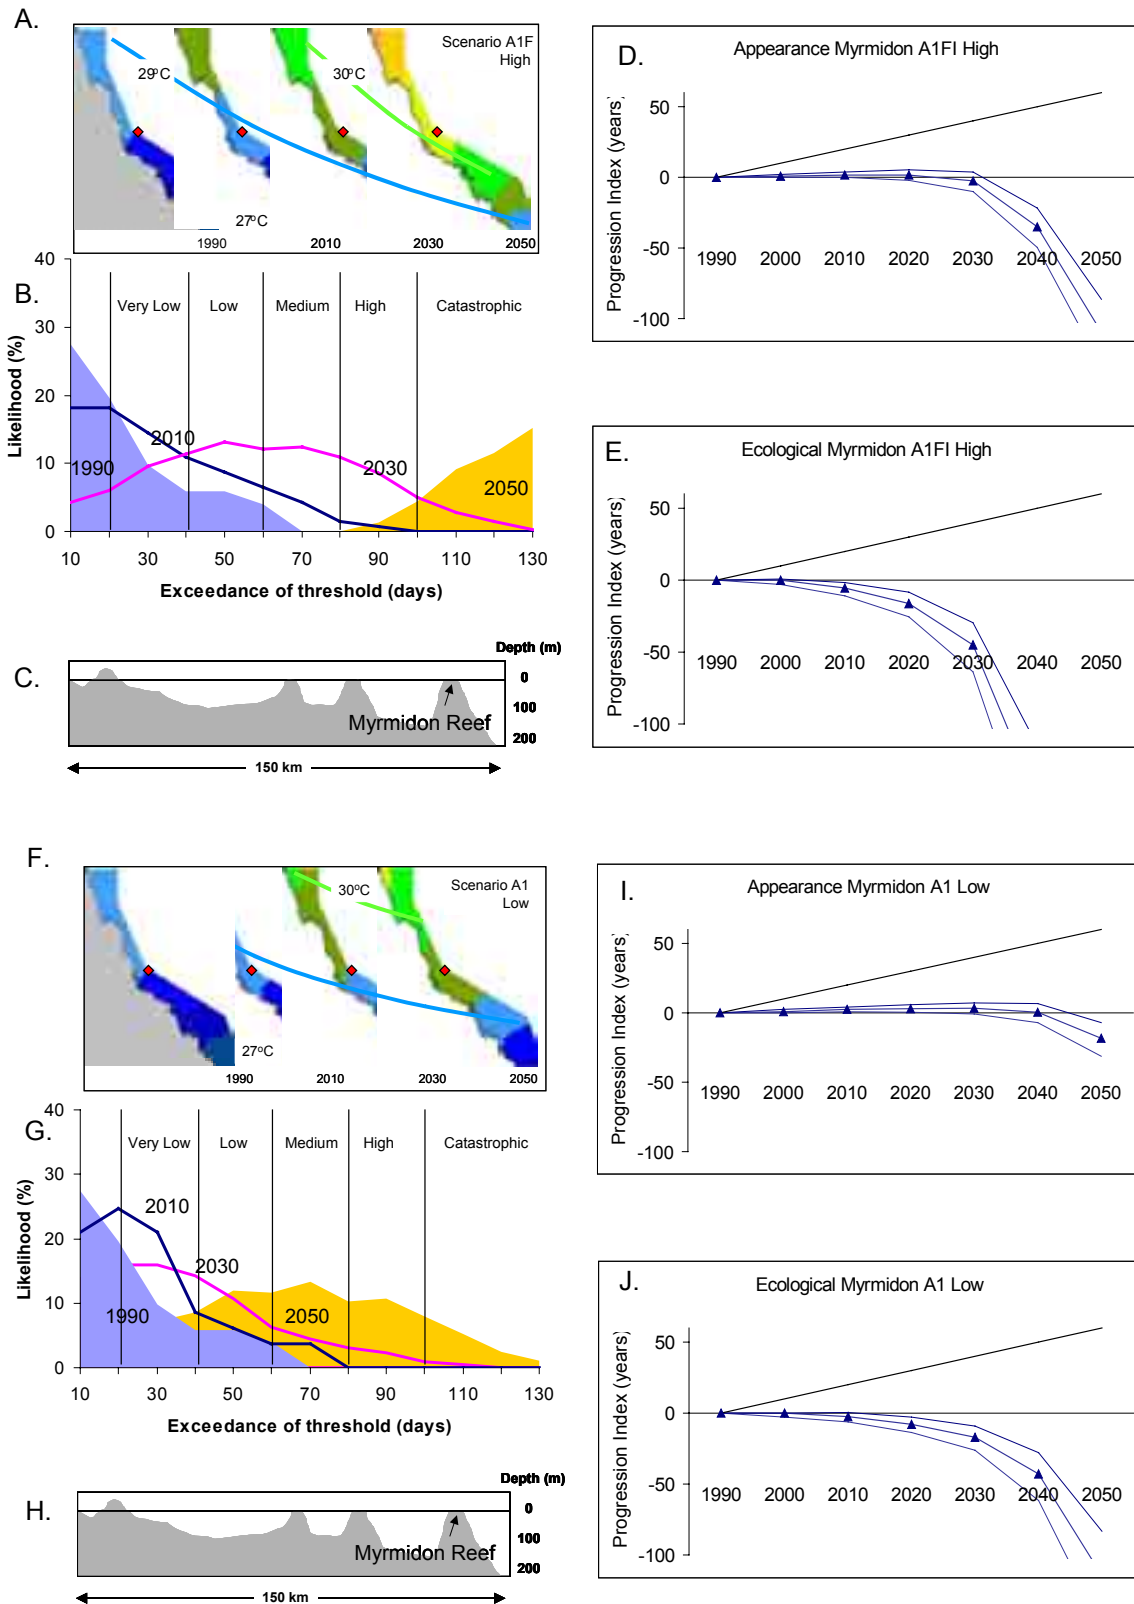 A.
Scenario A1F
High
29°C
30°C
27°C
1990
2013
2030
2050
B.
40
30
20
10
0
Likelihood (%)
Very Low
Low
Medium
High
Catastrophic
1990
2010
2030
2050
10
30
50
70
90
110
130
Exceedance of threshold (days)
C.
Depth (m)
0
100
200
Myrmidon Reef
150 km
D.
Appearance Myrmidon A1FI High
Progression Index (years)
50
0
-50
-100
1990
2000
2010
2020
2030
2040
2050
E.
Ecological Myrmidon A1FI High
Progression Index (years)
50
0
-50
-100
1990
2000
2010
2020
2030
2040
2050
F.
Scenario A1
Low
30°C
27°C
1990
2013
2030
2050
G.
40
30
20
10
0
Likelihood (%)
Very Low
Low
Medium
High
Catastrophic
2010
2030
1990
2050
10
30
50
70
90
110
130
Exceedance of threshold (days)
H.
Depth (m)
0
100
200
Myrmidon Reef
150 km
I.
Appearance Myrmidon A1 Low
Progression Index (years)
50
0
-50
-100
1990
2000
2010
2020
2030
2040
2050
J.
Ecological Myrmidon A1 Low
Progression Index (years)
50
0
-50
-100
1990
2000
2010
2020
2030
2040
2050